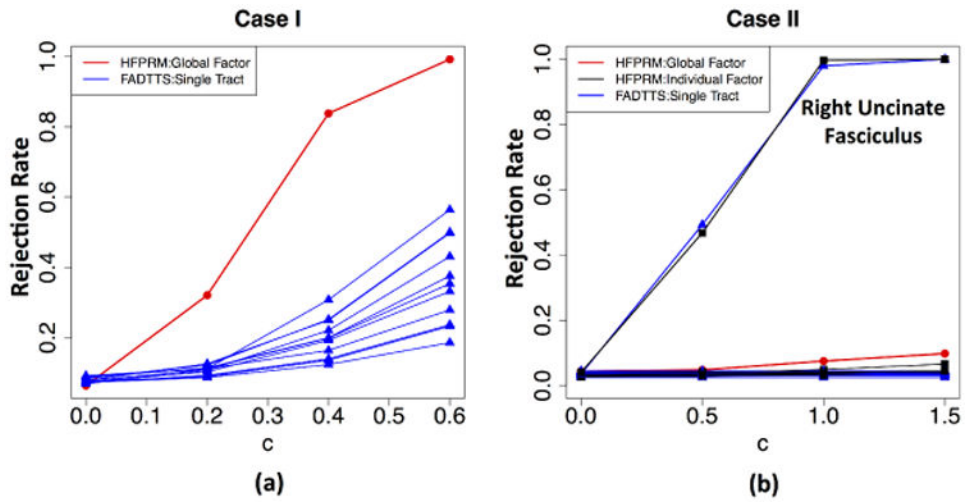 Case I
HFPRM:Global Factor
FADTTS:Single Tract
Rejection Rate
1.0
0.8
0.6
0.4
0.2
0.0 0.1 0.2 0.3 0.4 0.5 0.6
c
(a)
Case II
HFPRM:Global Factor
HFPRM:Individual Factor
FADTTS:Single Tract
Right Uncinate
Fasciculus
Rejection Rate
1.0
0.8
0.6
0.4
0.2
0.0
0.0 0.5 1.0 1.5
c
(b)